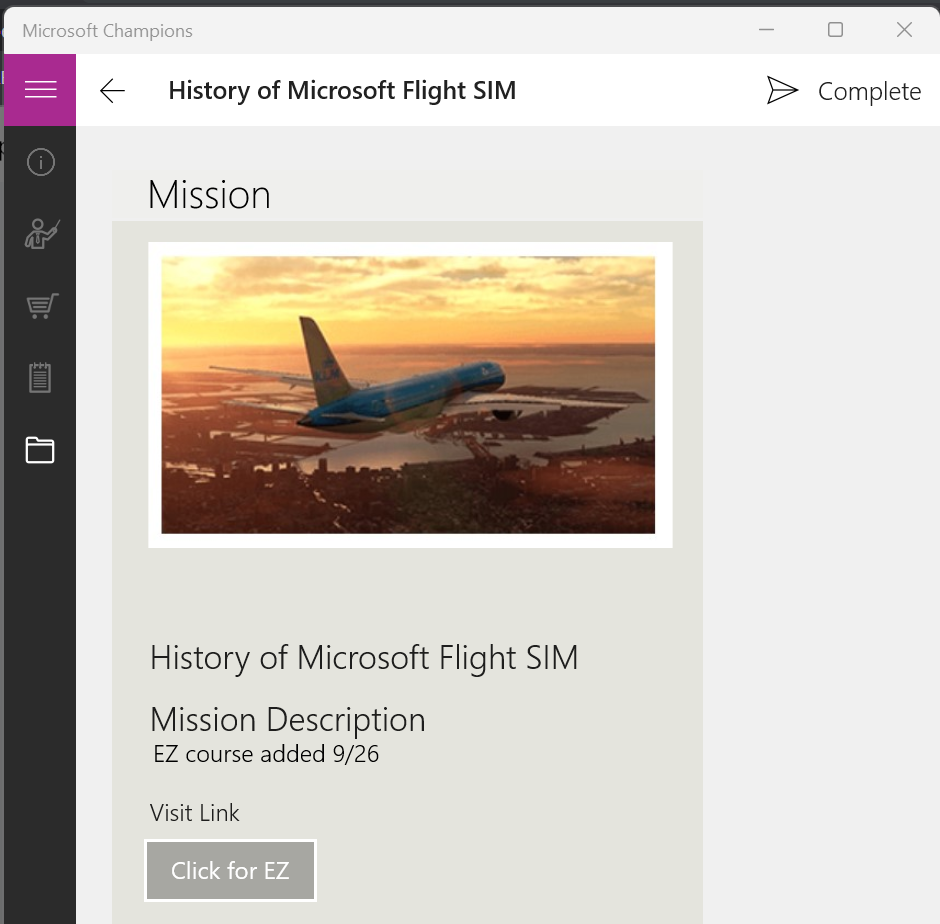 Microsoft Champions
History of Microsoft Flight SIM
Complete
Mission
History of Microsoft Flight SIM
Mission Description
EZ course added 9/26
Visit Link
Click for EZ